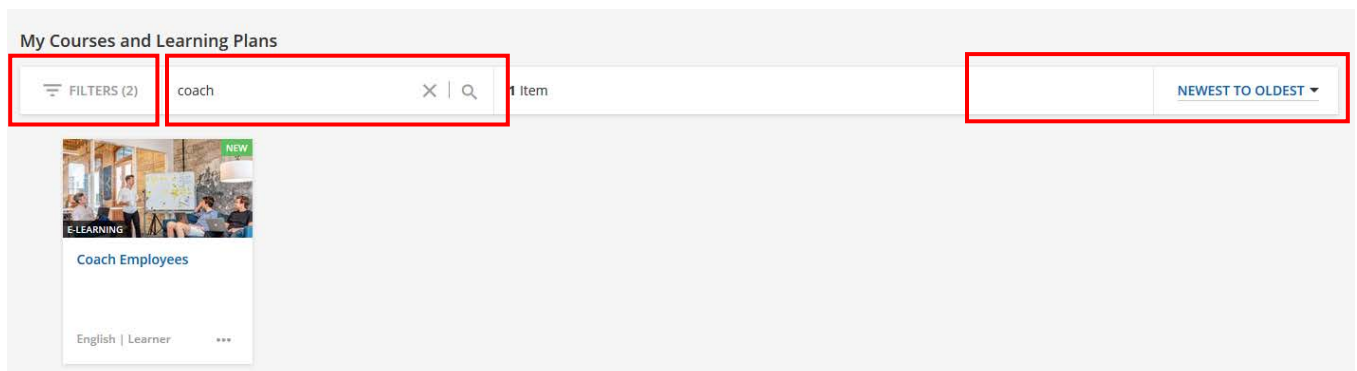 My Courses and Learning Plans
FILTERS (2) coach 1 Item NEWEST TO OLDEST
NEW
E-LEARNING
Coach Employees
English | Learner